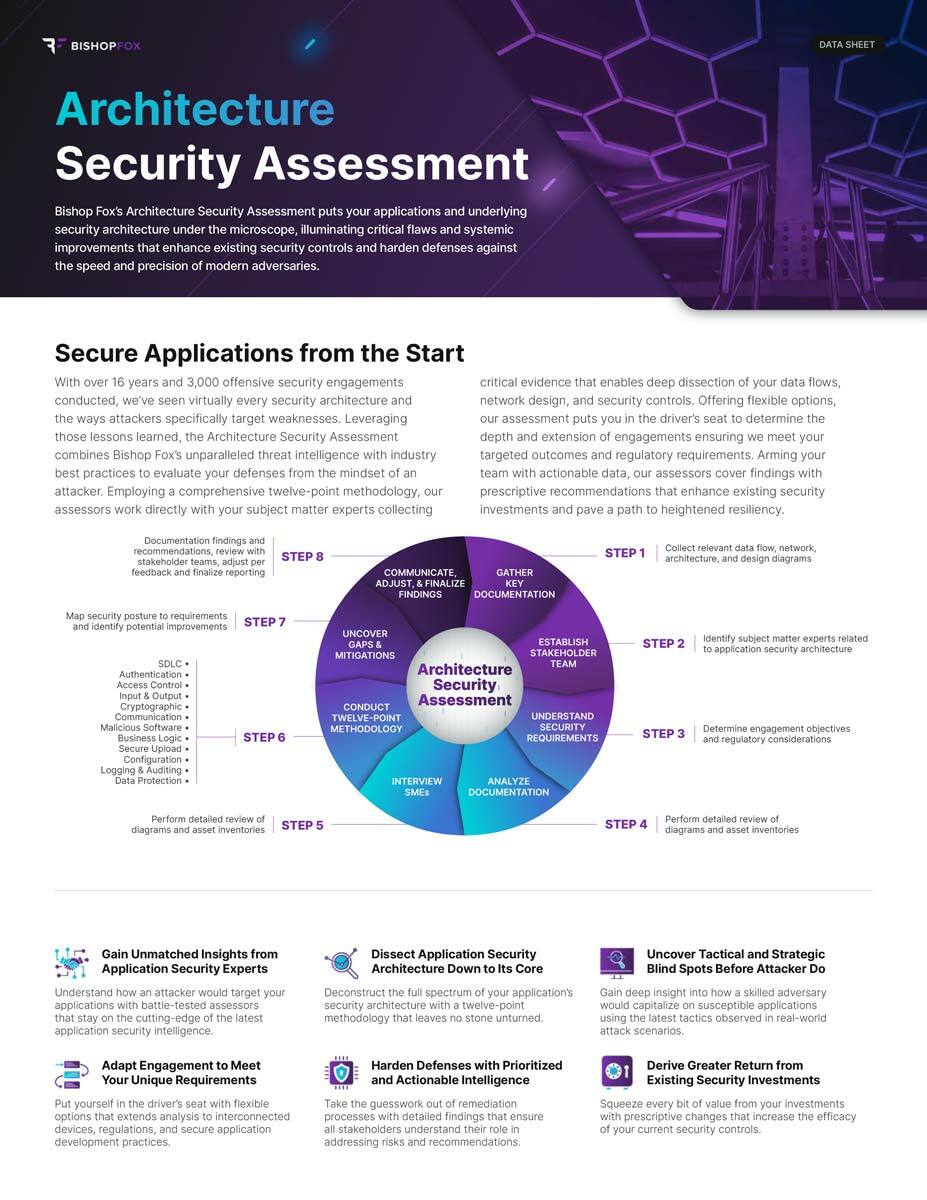 BISHOPFOX
DATA SHEET
Architecture
Security Assessment
Bishop Fox’s Architecture Security Assessment puts your applications and underlying
security architecture under the microscope, illuminating critical flaws and systemic
improvements that enhance existing security controls and harden defenses against
the speed and precision of modern adversaries.
Secure Applications from the Start
With over 16 years and 3,000 offensive security engagements
conducted, we’ve seen virtually every security architecture and
the ways attackers specifically target weaknesses. Leveraging
those lessons learned, the Architecture Security Assessment
combines Bishop Fox’s unparalleled threat intelligence with industry
best practices to evaluate your defenses from the mindset of an
attacker. Employing a comprehensive twelve-point methodology, our
assessors work directly with your subject matter experts collecting
critical evidence that enables deep dissection of your data flows,
network design, and security controls. Offering flexible options,
our assessment puts you in the driver’s seat to determine the
depth and extension of engagements ensuring we meet your
targeted outcomes and regulatory requirements. Arming your
team with actionable data, our assessors cover findings with
prescriptive recommendations that enhance existing security
investments and pave a path to heightened resiliency.
Architecture
Security
Assessment
GATHER
KEY
DOCUMENTATION
STEP 1
Collect relevant data flow, network,
architecture, and design diagrams
ESTABLISH
STAKEHOLDER
TEAM
STEP 2
Identify subject matter experts related
to application security architecture
UNDERSTAND
SECURITY
REQUIREMENTS
STEP 3
Determine engagement objectives
and regulatory considerations
ANALYZE
DOCUMENTATION
STEP 4
Perform detailed review of
diagrams and asset inventories
INTERVIEW
SMEs
STEP 5
Perform detailed review of
diagrams and asset inventories
CONDUCT
TWELVE-POINT
METHODOLOGY
STEP 6
SDLC •
Authentication •
Access Control •
Input & Output •
Cryptographic •
Communication •
Malicious Software •
Business Logic •
Secure Upload •
Configuration •
Logging & Auditing •
Data Protection •
UNCOVER
GAPS &
MITIGATIONS
STEP 7
Map security posture to requirements
and identify potential improvements
COMMUNICATE,
ADJUST, & FINALIZE
FINDINGS
STEP 8
Documentation findings and
recommendations, review with
stakeholder teams, adjust per
feedback and finalize reporting
Gain Unmatched Insights from
Application Security Experts
Understand how an attacker would target your
applications with battle-tested assessors
that stay on the cutting-edge of the latest
application security intelligence.
Dissect Application Security
Architecture Down to Its Core
Deconstruct the full spectrum of your application’s
security architecture with a twelve-point
methodology that leaves no stone unturned.
Uncover Tactical and Strategic
Blind Spots Before Attacker Do
Gain deep insight into how a skilled adversary
would capitalize on susceptible applications
using the latest tactics observed in real-world
attack scenarios.
Adapt Engagement to Meet
Your Unique Requirements
Put yourself in the driver’s seat with flexible
options that extends analysis to interconnected
devices, regulations, and secure application
development practices.
Harden Defenses with Prioritized
and Actionable Intelligence
Take the guesswork out of remediation
processes with detailed findings that ensure
all stakeholders understand their role in
addressing risks and recommendations.
Derive Greater Return from
Existing Security Investments
Squeeze every bit of value from your investments
with prescriptive changes that increase the efficacy
of your current security controls.